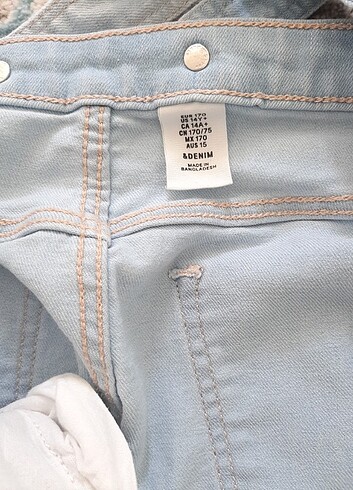 EUR 170
US 14Y+
CA 14A+
CN 170/75
MX 170
AUS 15
&DENIM
MADE IN
BANGLADESH